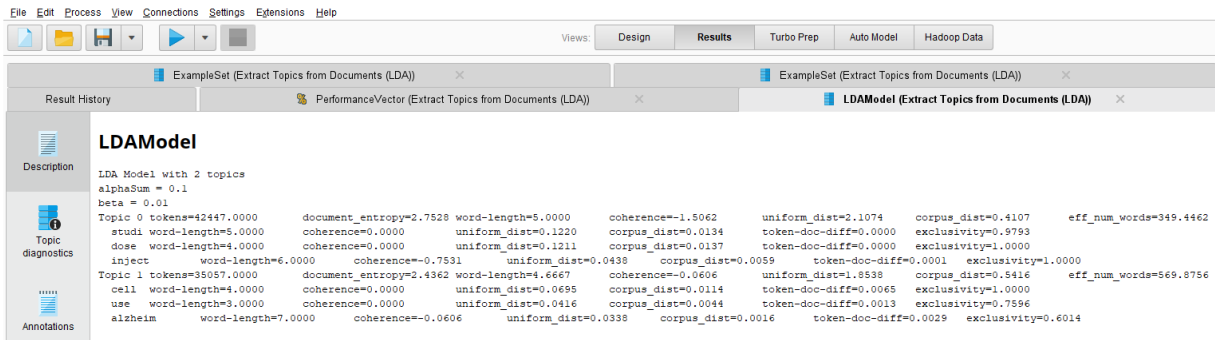 File Edit Process View Connections Settings Extensions Help
Views: Design Results Turbo Prep Auto Model Hadoop Data
ExampleSet (Extract Topics from Documents (LDA)) ExampleSet (Extract Topics from Documents (LDA))
Result History PerformanceVector (Extract Topics from Documents (LDA)) LDAModel (Extract Topics from Documents (LDA))
Description
Topic
diagnostics
Annotations
LDAModel
LDA Model with 2 topics
alphaSum = 0.1
beta = 0.01
Topic 0 tokens=42447.0000 document_entropy=2.7528 word-length=5.0000 coherence=-1.5062 uniform_dist=2.1074 corpus_dist=0.4107 eff_num_words=349.4462
studi word-length=5.0000 coherence=0.0000 uniform_dist=0.1220 corpus_dist=0.0134 token-doc-diff=0.0000 exclusivity=0.9793
dose word-length=4.0000 coherence=0.0000 uniform_dist=0.1211 corpus_dist=0.0137 token-doc-diff=0.0000 exclusivity=1.0000
inject word-length=6.0000 coherence=-0.7531 uniform_dist=0.0438 corpus_dist=0.0059 token-doc-diff=0.0001 exclusivity=1.0000
Topic 1 tokens=35057.0000 document_entropy=2.4362 word-length=4.6667 coherence=-0.0606 uniform_dist=1.8538 corpus_dist=0.5416 eff_num_words=569.8756
cell word-length=4.0000 coherence=0.0000 uniform_dist=0.0695 corpus_dist=0.0114 token-doc-diff=0.0065 exclusivity=1.0000
use word-length=3.0000 coherence=0.0000 uniform_dist=0.0416 corpus_dist=0.0044 token-doc-diff=0.0013 exclusivity=0.7596
alzheim word-length=7.0000 coherence=-0.0606 uniform_dist=0.0338 corpus_dist=0.0016 token-doc-diff=0.0029 exclusivity=0.6014